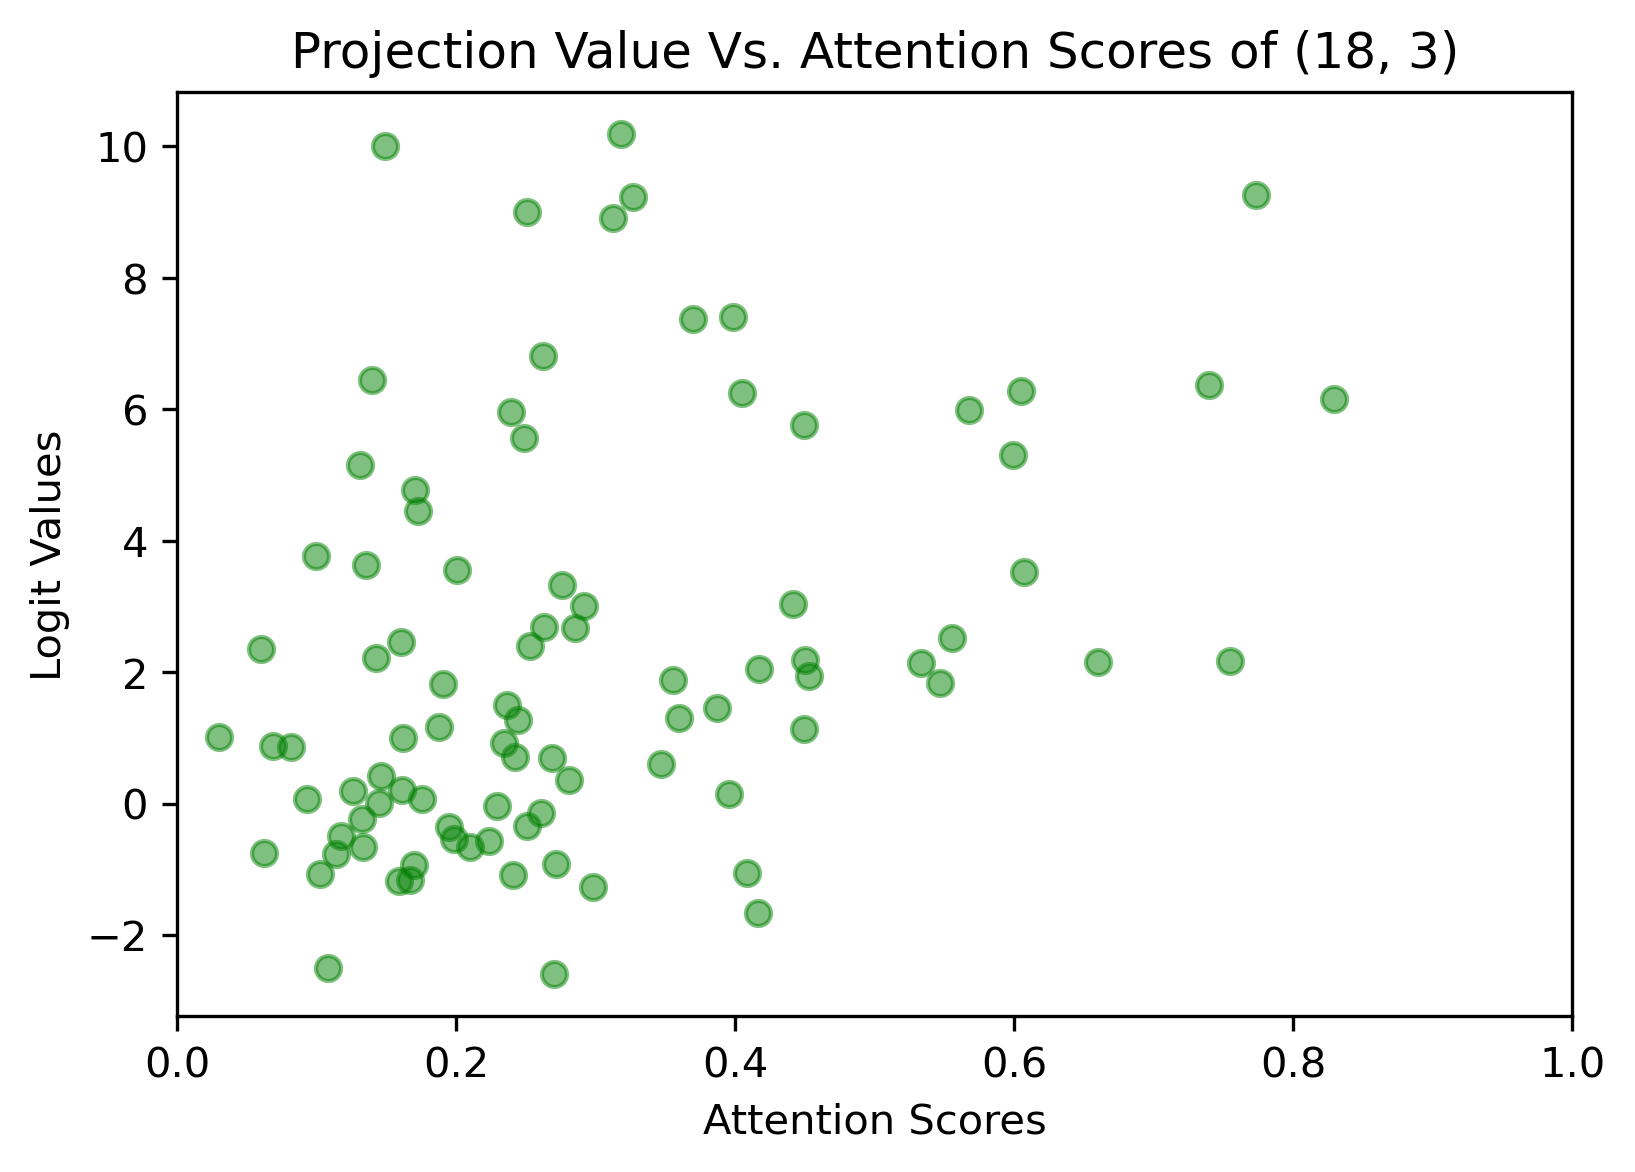 Projection Value Vs. Attention Scores of (18, 3)
10
8
6
4
2
0
−2
Logit Values
0.0 0.2 0.4 0.6 0.8 1.0
Attention Scores